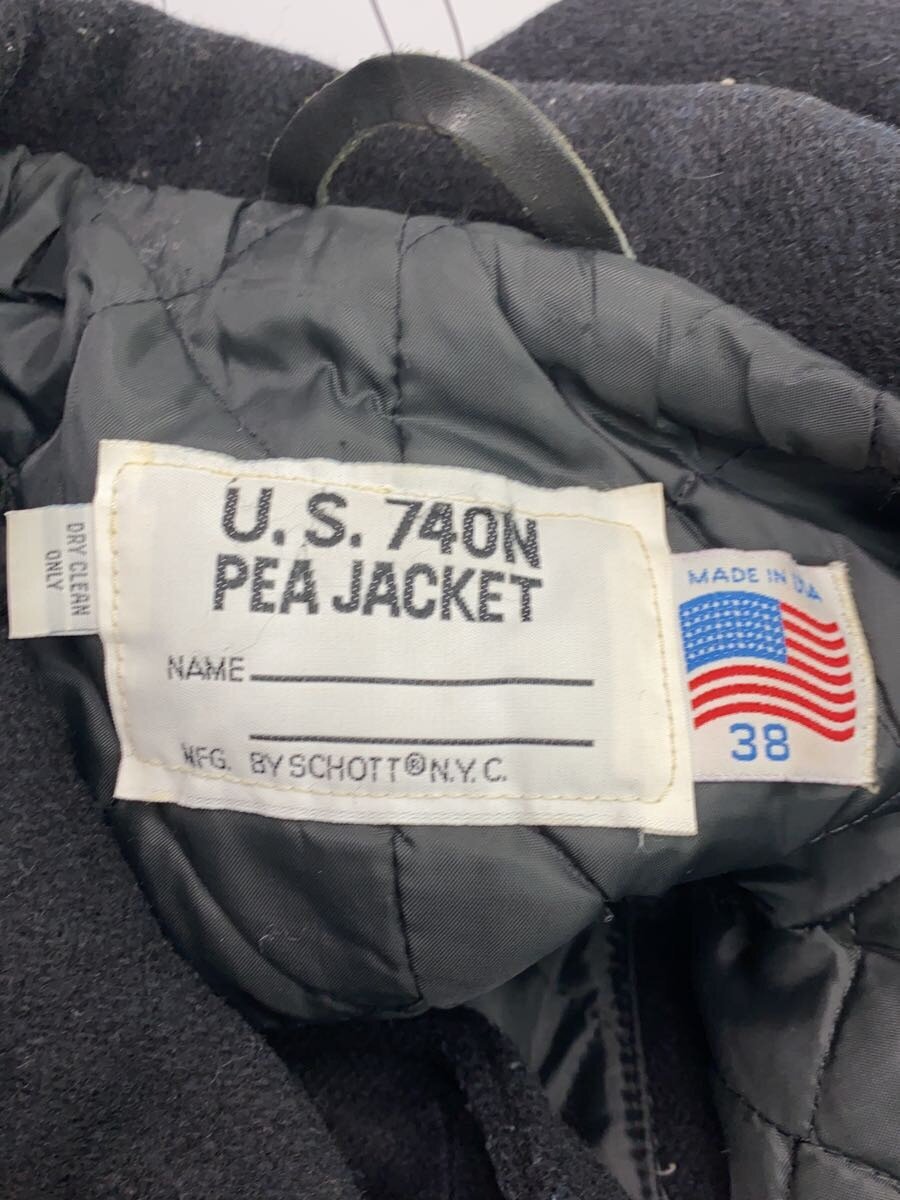 U.S. 740N
PEA JACKET
NAME
MFG. BY SCHOTT® N.Y.C.
DRY CLEAN
ONLY
MADE IN USA
38